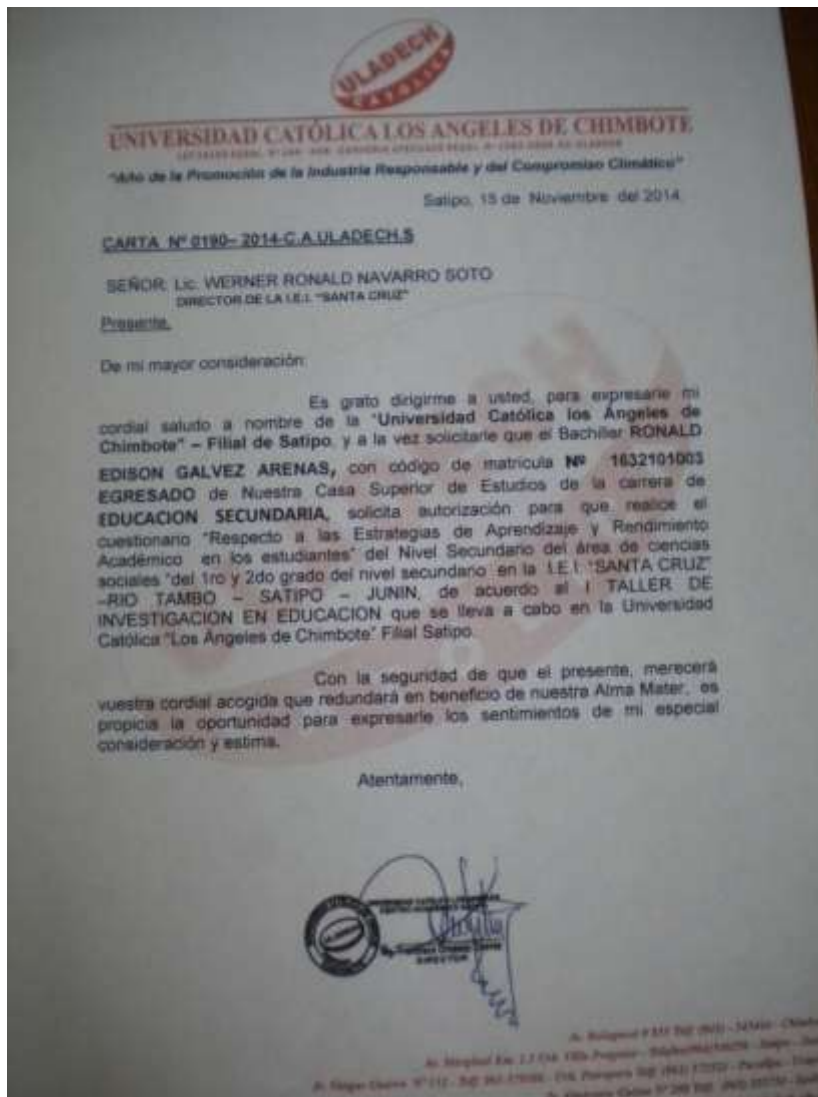 ULADECH
CATOLICA
UNIVERSIDAD CATÓLICA LOS ANGELES DE CHIMBOTE
"Año de la Promoción de la Industria Responsable y del Compromiso Climático"
Satipo, 15 de Noviembre del 2014.
CARTA Nº 0190– 2014-C.A.ULADECH.S
SEÑOR: Lic. WERNER RONALD NAVARRO SOTO
DIRECTOR DE LA I.E.I. "SANTA CRUZ"
Presente.
De mi mayor consideración:
Es grato dirigirme a usted, para expresarle mi
cordial saludo a nombre de la "Universidad Católica los Ángeles de
Chimbote" – Filial de Satipo, y a la vez solicitarle que el Bachiller RONALD
EDISON GALVEZ ARENAS, con código de matricula Nº 1632101003
EGRESADO de Nuestra Casa Superior de Estudios de la carrera de
EDUCACION SECUNDARIA, solicita autorización para que realice el
cuestionario "Respecto a las Estrategias de Aprendizaje y Rendimiento
Académico en los estudiantes" del Nivel Secundario del área de ciencias
sociales "del 1ro y 2do grado del nivel secundario en la I.E.I. "SANTA CRUZ"
–RIO TAMBO – SATIPO – JUNIN, de acuerdo al I TALLER DE
INVESTIGACION EN EDUCACION que se lleva a cabo en la Universidad
Católica "Los Ángeles de Chimbote" Filial Satipo.
Con la seguridad de que el presente, merecerá
vuestra cordial acogida que redundará en beneficio de nuestra Alma Mater, es
propicia la oportunidad para expresarle los sentimientos de mi especial
consideración y estima.
Atentamente,
DIRECTOR